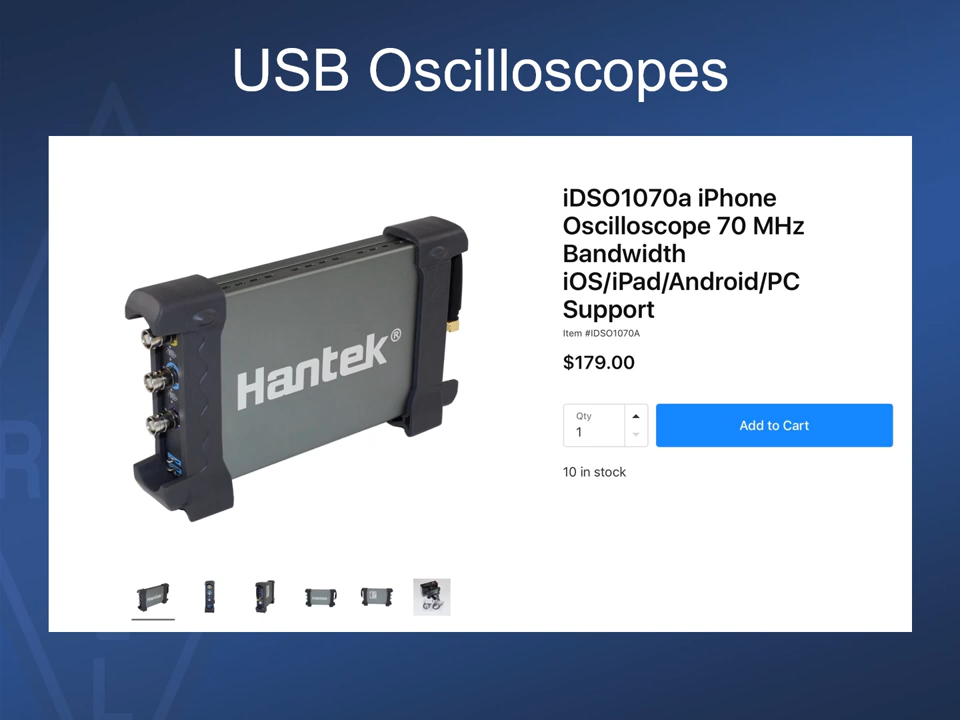 USB Oscilloscopes
Hantek®
iDSO1070a iPhone
Oscilloscope 70 MHz
Bandwidth
iOS/iPad/Android/PC
Support
Item #IDSO1070A
$179.00
Qty
1
Add to Cart
10 in stock
R
L